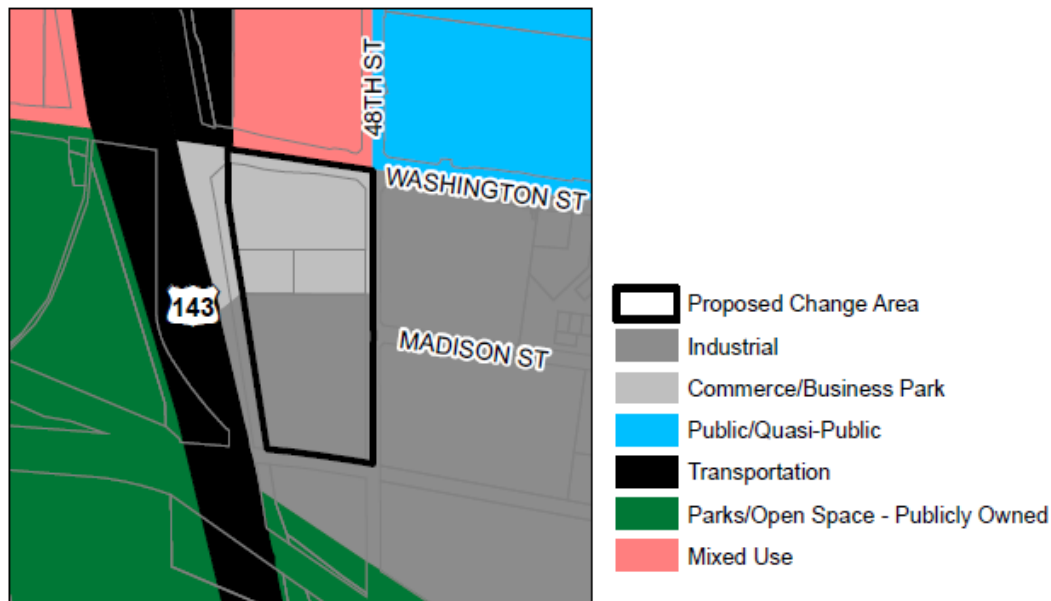 48TH ST
WASHINGTON ST
143
MADISON ST
Proposed Change Area
Industrial
Commerce/Business Park
Public/Quasi-Public
Transportation
Parks/Open Space - Publicly Owned
Mixed Use